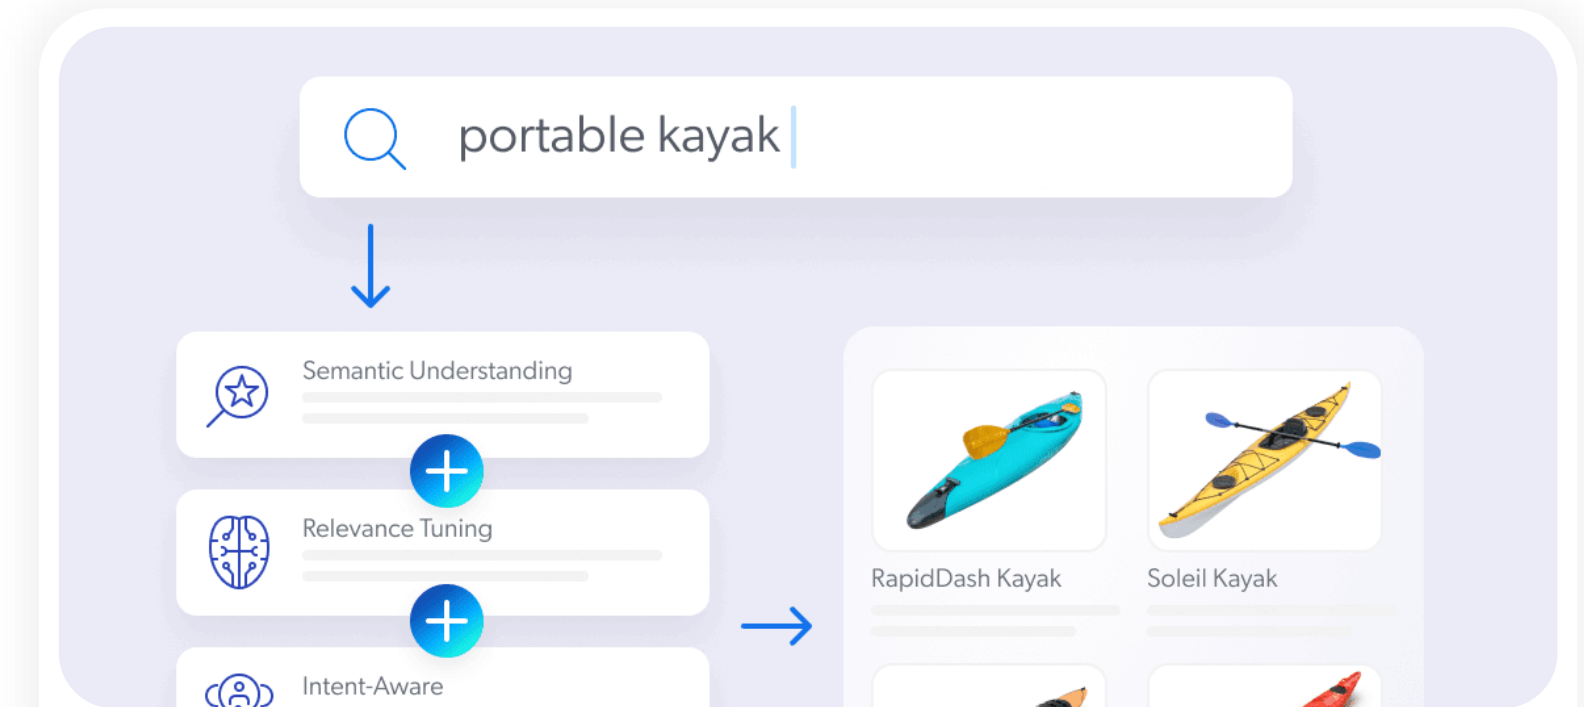 portable kayak
Semantic Understanding
Relevance Tuning
Intent-Aware
RapidDash Kayak
Soleil Kayak